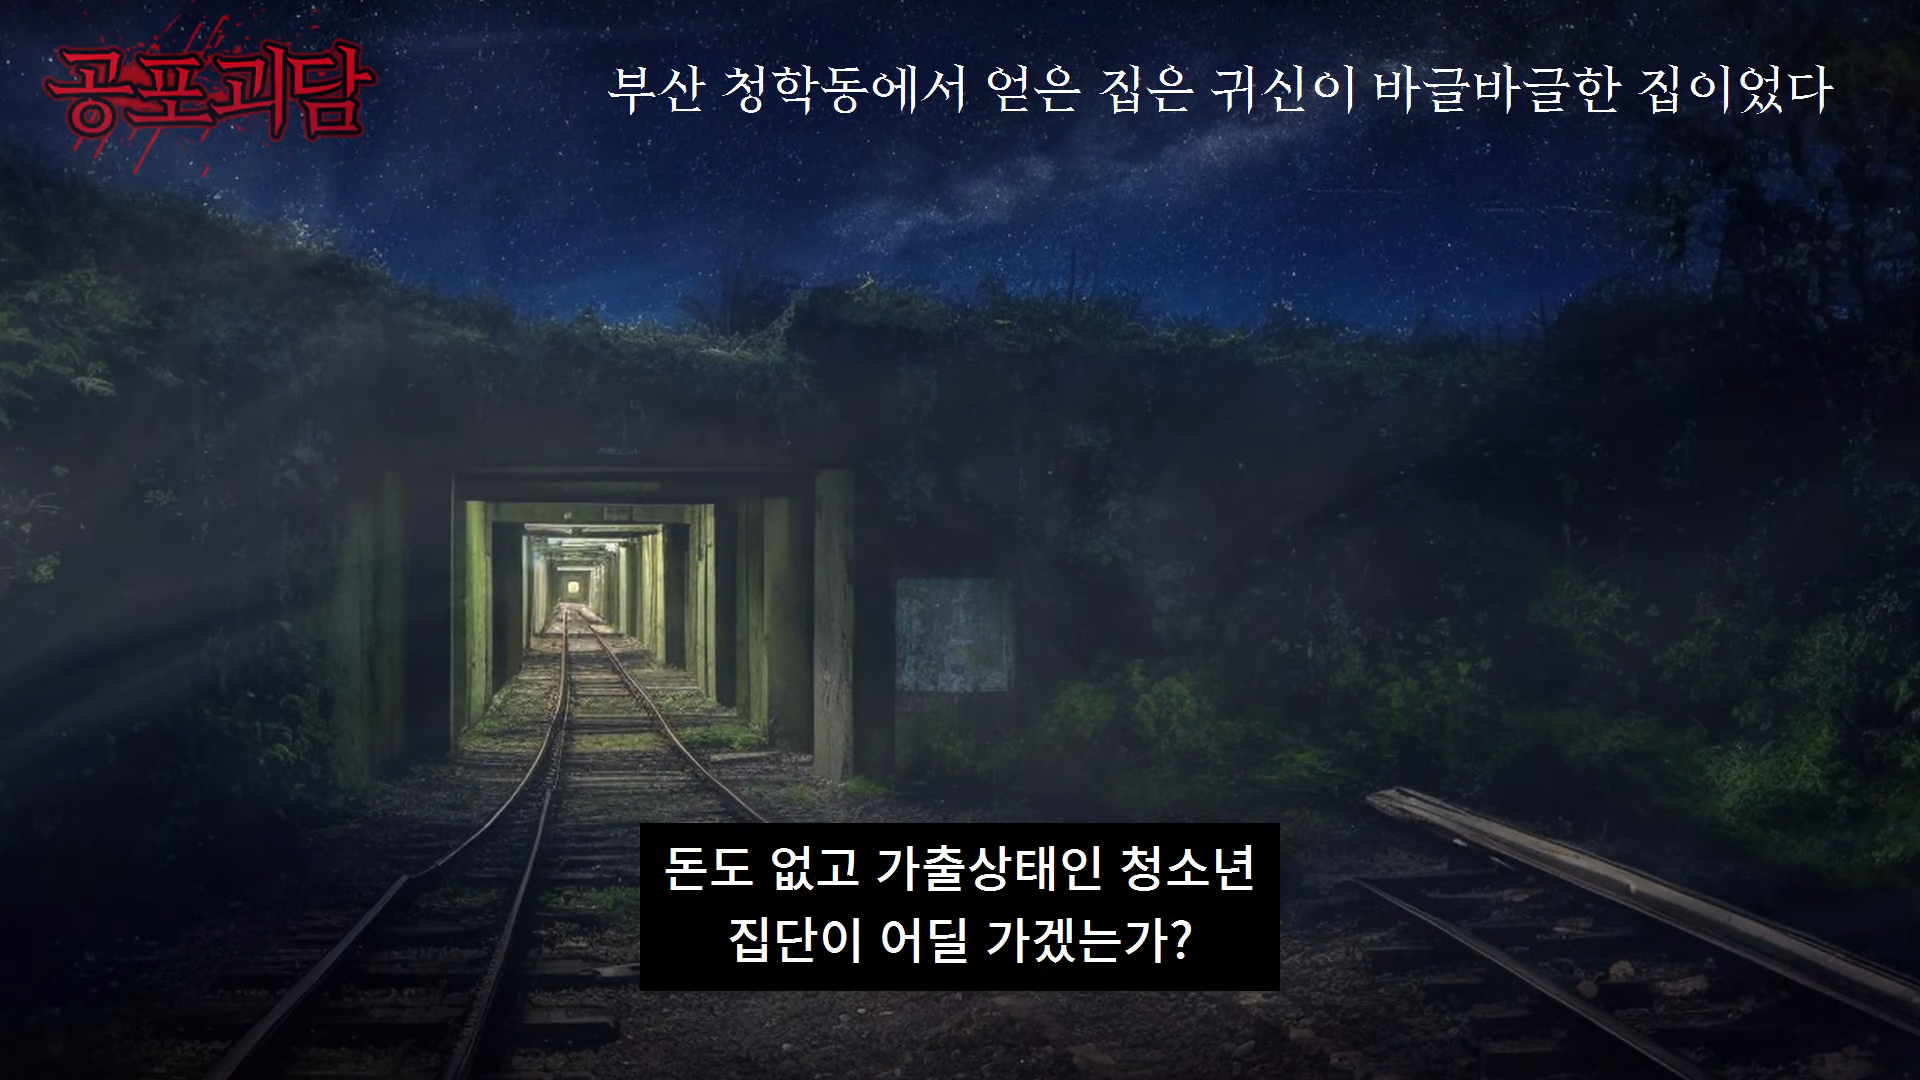 공포괴담
부산 청학동에서 얻은 집은 귀신이 바글바글한 집이었다
돈도 없고 가출상태인 청소년
집단이 어딜 가겠는가?